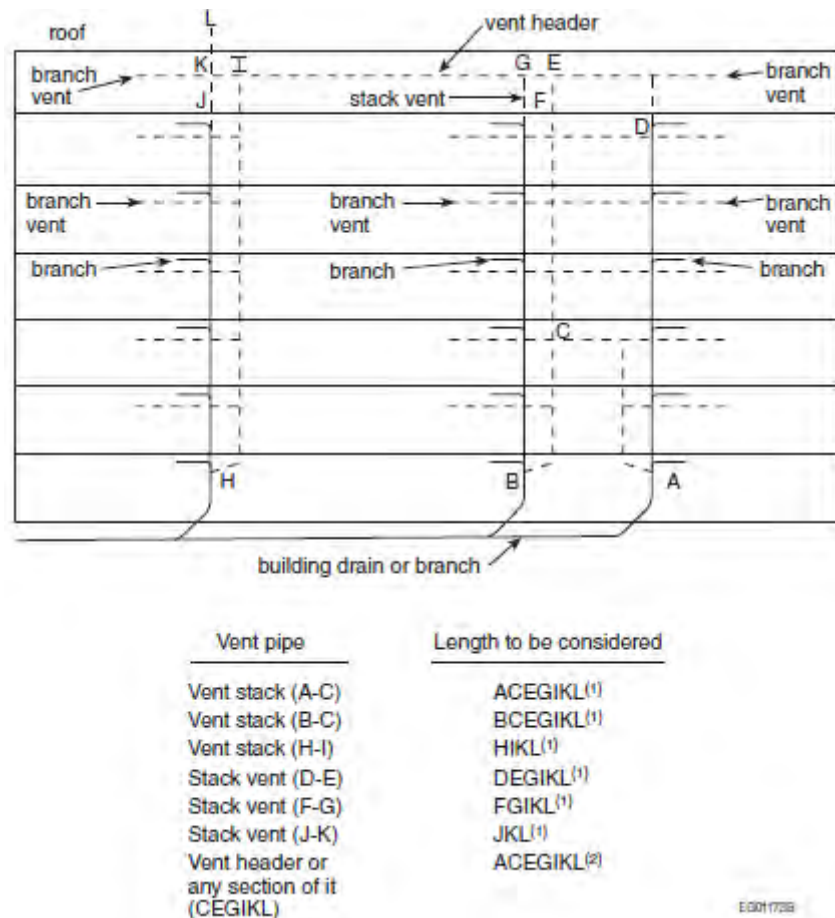 L
roof
vent header
K I G E
branch
vent
branch
vent
J
stack vent
F
D
branch
vent
branch
vent
branch
vent
branch
branch
branch
C
H
B
A
building drain or branch
Vent pipe Length to be considered
Vent stack (A-C) ACEGIKL(1)
Vent stack (B-C) BCEGIKL(1)
Vent stack (H-I) HIKL(1)
Stack vent (D-E) DEGIKL(1)
Stack vent (F-G) FGIKL(1)
Stack vent (J-K) JKL(1)
Vent header or ACEGIKL(2)
any section of it
(CEGIKL)